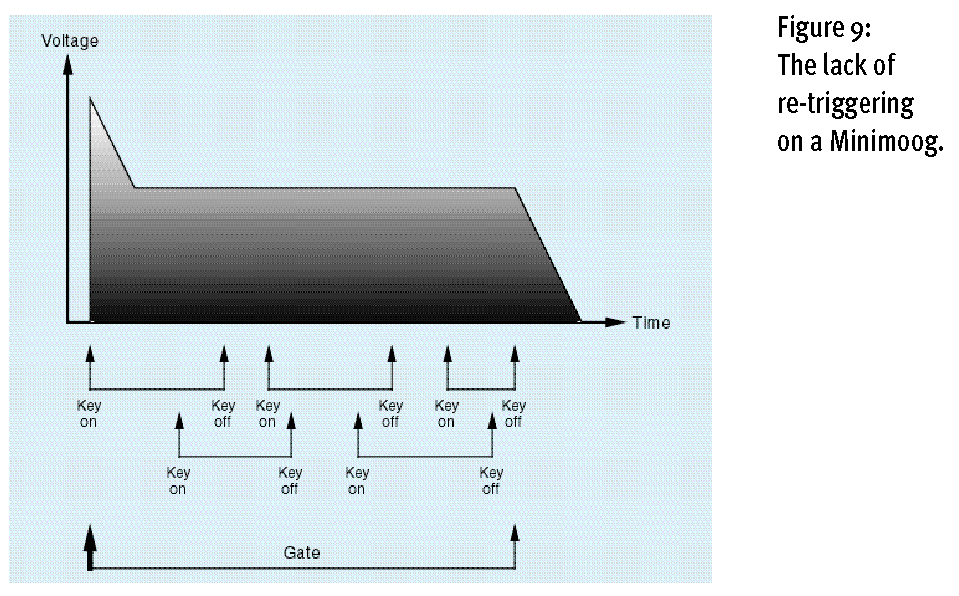 Figure 9:
The lack of
re-triggering
on a Minimoog.
Voltage
Time
Key
on
Key
off
Key
on
Key
off
Key
on
Key
off
Key
on
Key
off
Key
on
Key
off
Gate